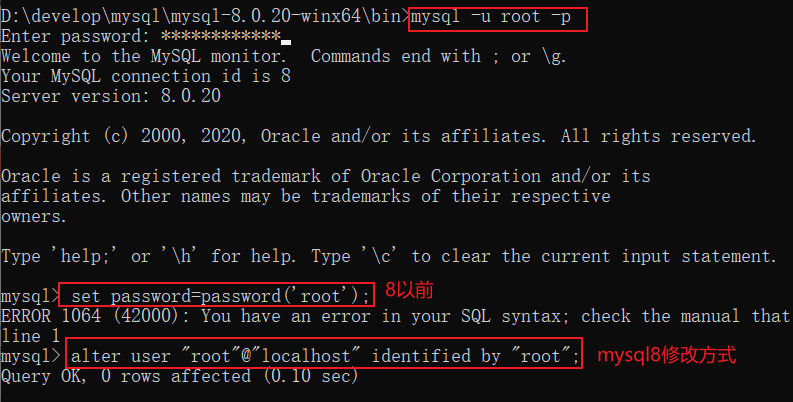 D:\develop\mysql\mysql-8.0.20-winx64\bin>mysql -u root -p
Enter password: ************
Welcome to the MySQL monitor.  Commands end with ; or \g.
Your MySQL connection id is 8
Server version: 8.0.20
Copyright (c) 2000, 2020, Oracle and/or its affiliates. All rights reserved.
Oracle is a registered trademark of Oracle Corporation and/or its
affiliates. Other names may be trademarks of their respective
owners.
Type 'help;' or '\h' for help. Type '\c' to clear the current input statement.
mysql> set password=password('root'); 8以前
ERROR 1064 (42000): You have an error in your SQL syntax; check the manual that
line 1
mysql> alter user "root"@"localhost" identified by "root"; mysql8修改方式
Query OK, 0 rows affected (0.10 sec)